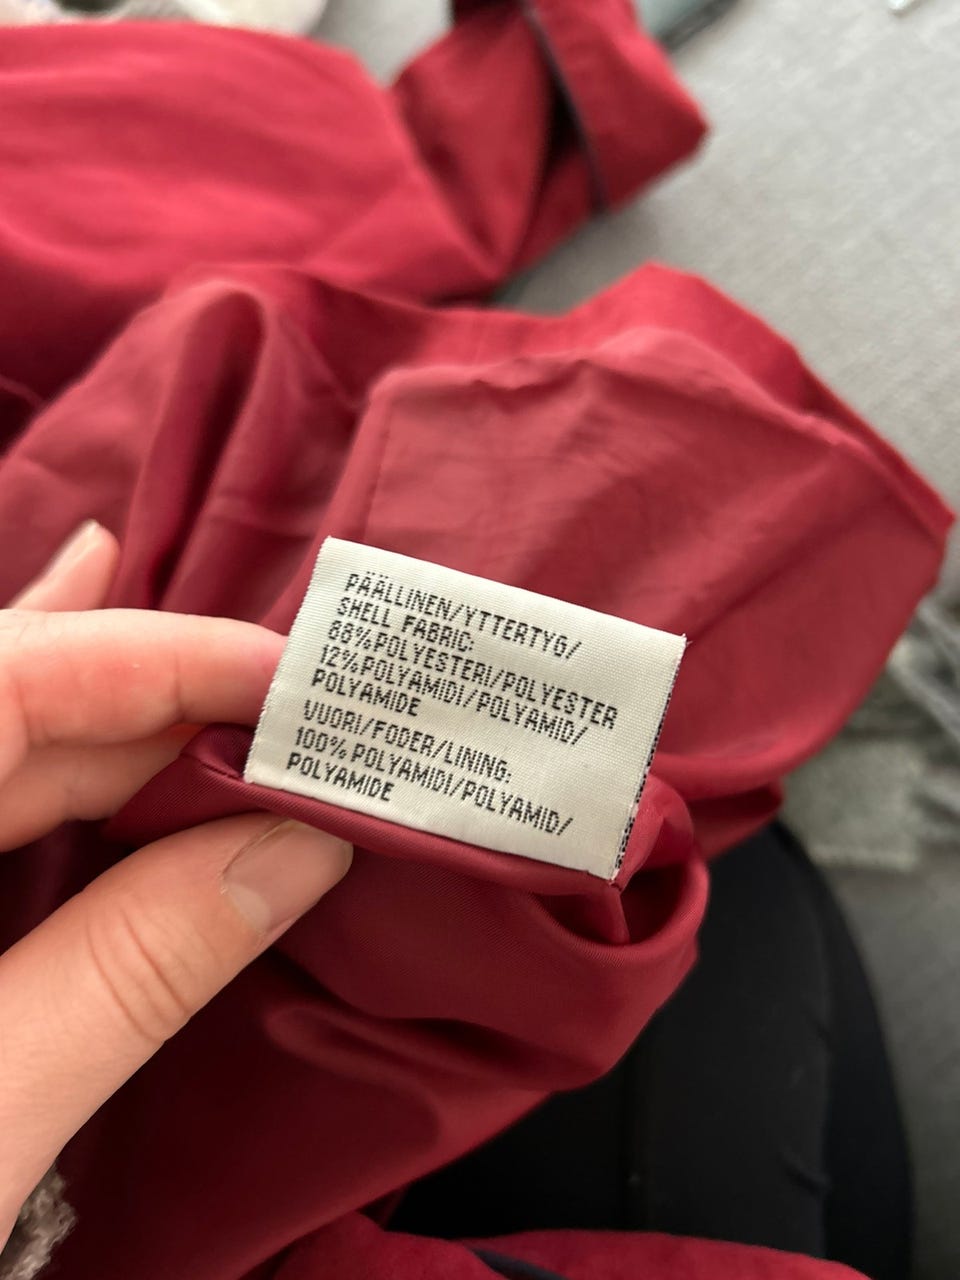 PÄÄLLINEN/YTTERTYG/
SHELL FABRIC:
88%POLYESTERI/POLYESTER
12%POLYAMIDI/POLYAMID/
POLYAMIDE
VUORI/FODER/LINING:
100%POLYAMIDI/POLYAMID/
POLYAMIDE